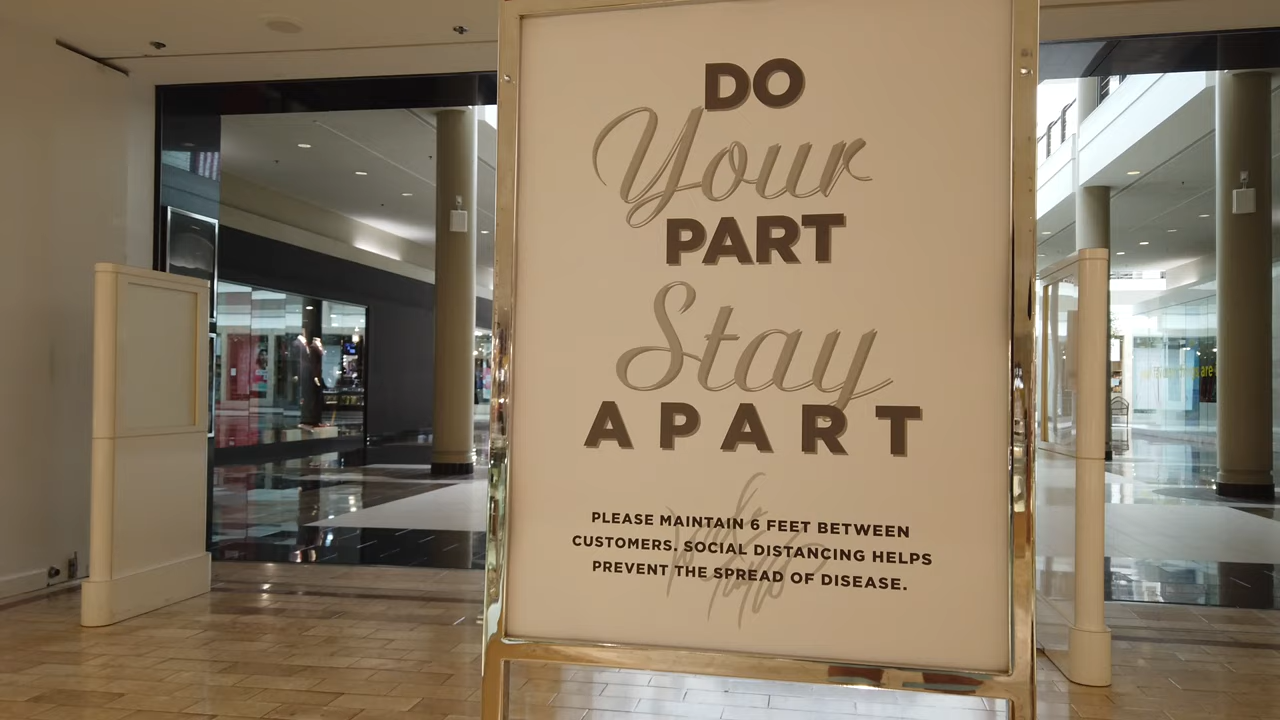 DO
Your
PART
Stay
APART
PLEASE MAINTAIN 6 FEET BETWEEN
CUSTOMERS. SOCIAL DISTANCING HELPS
PREVENT THE SPREAD OF DISEASE.